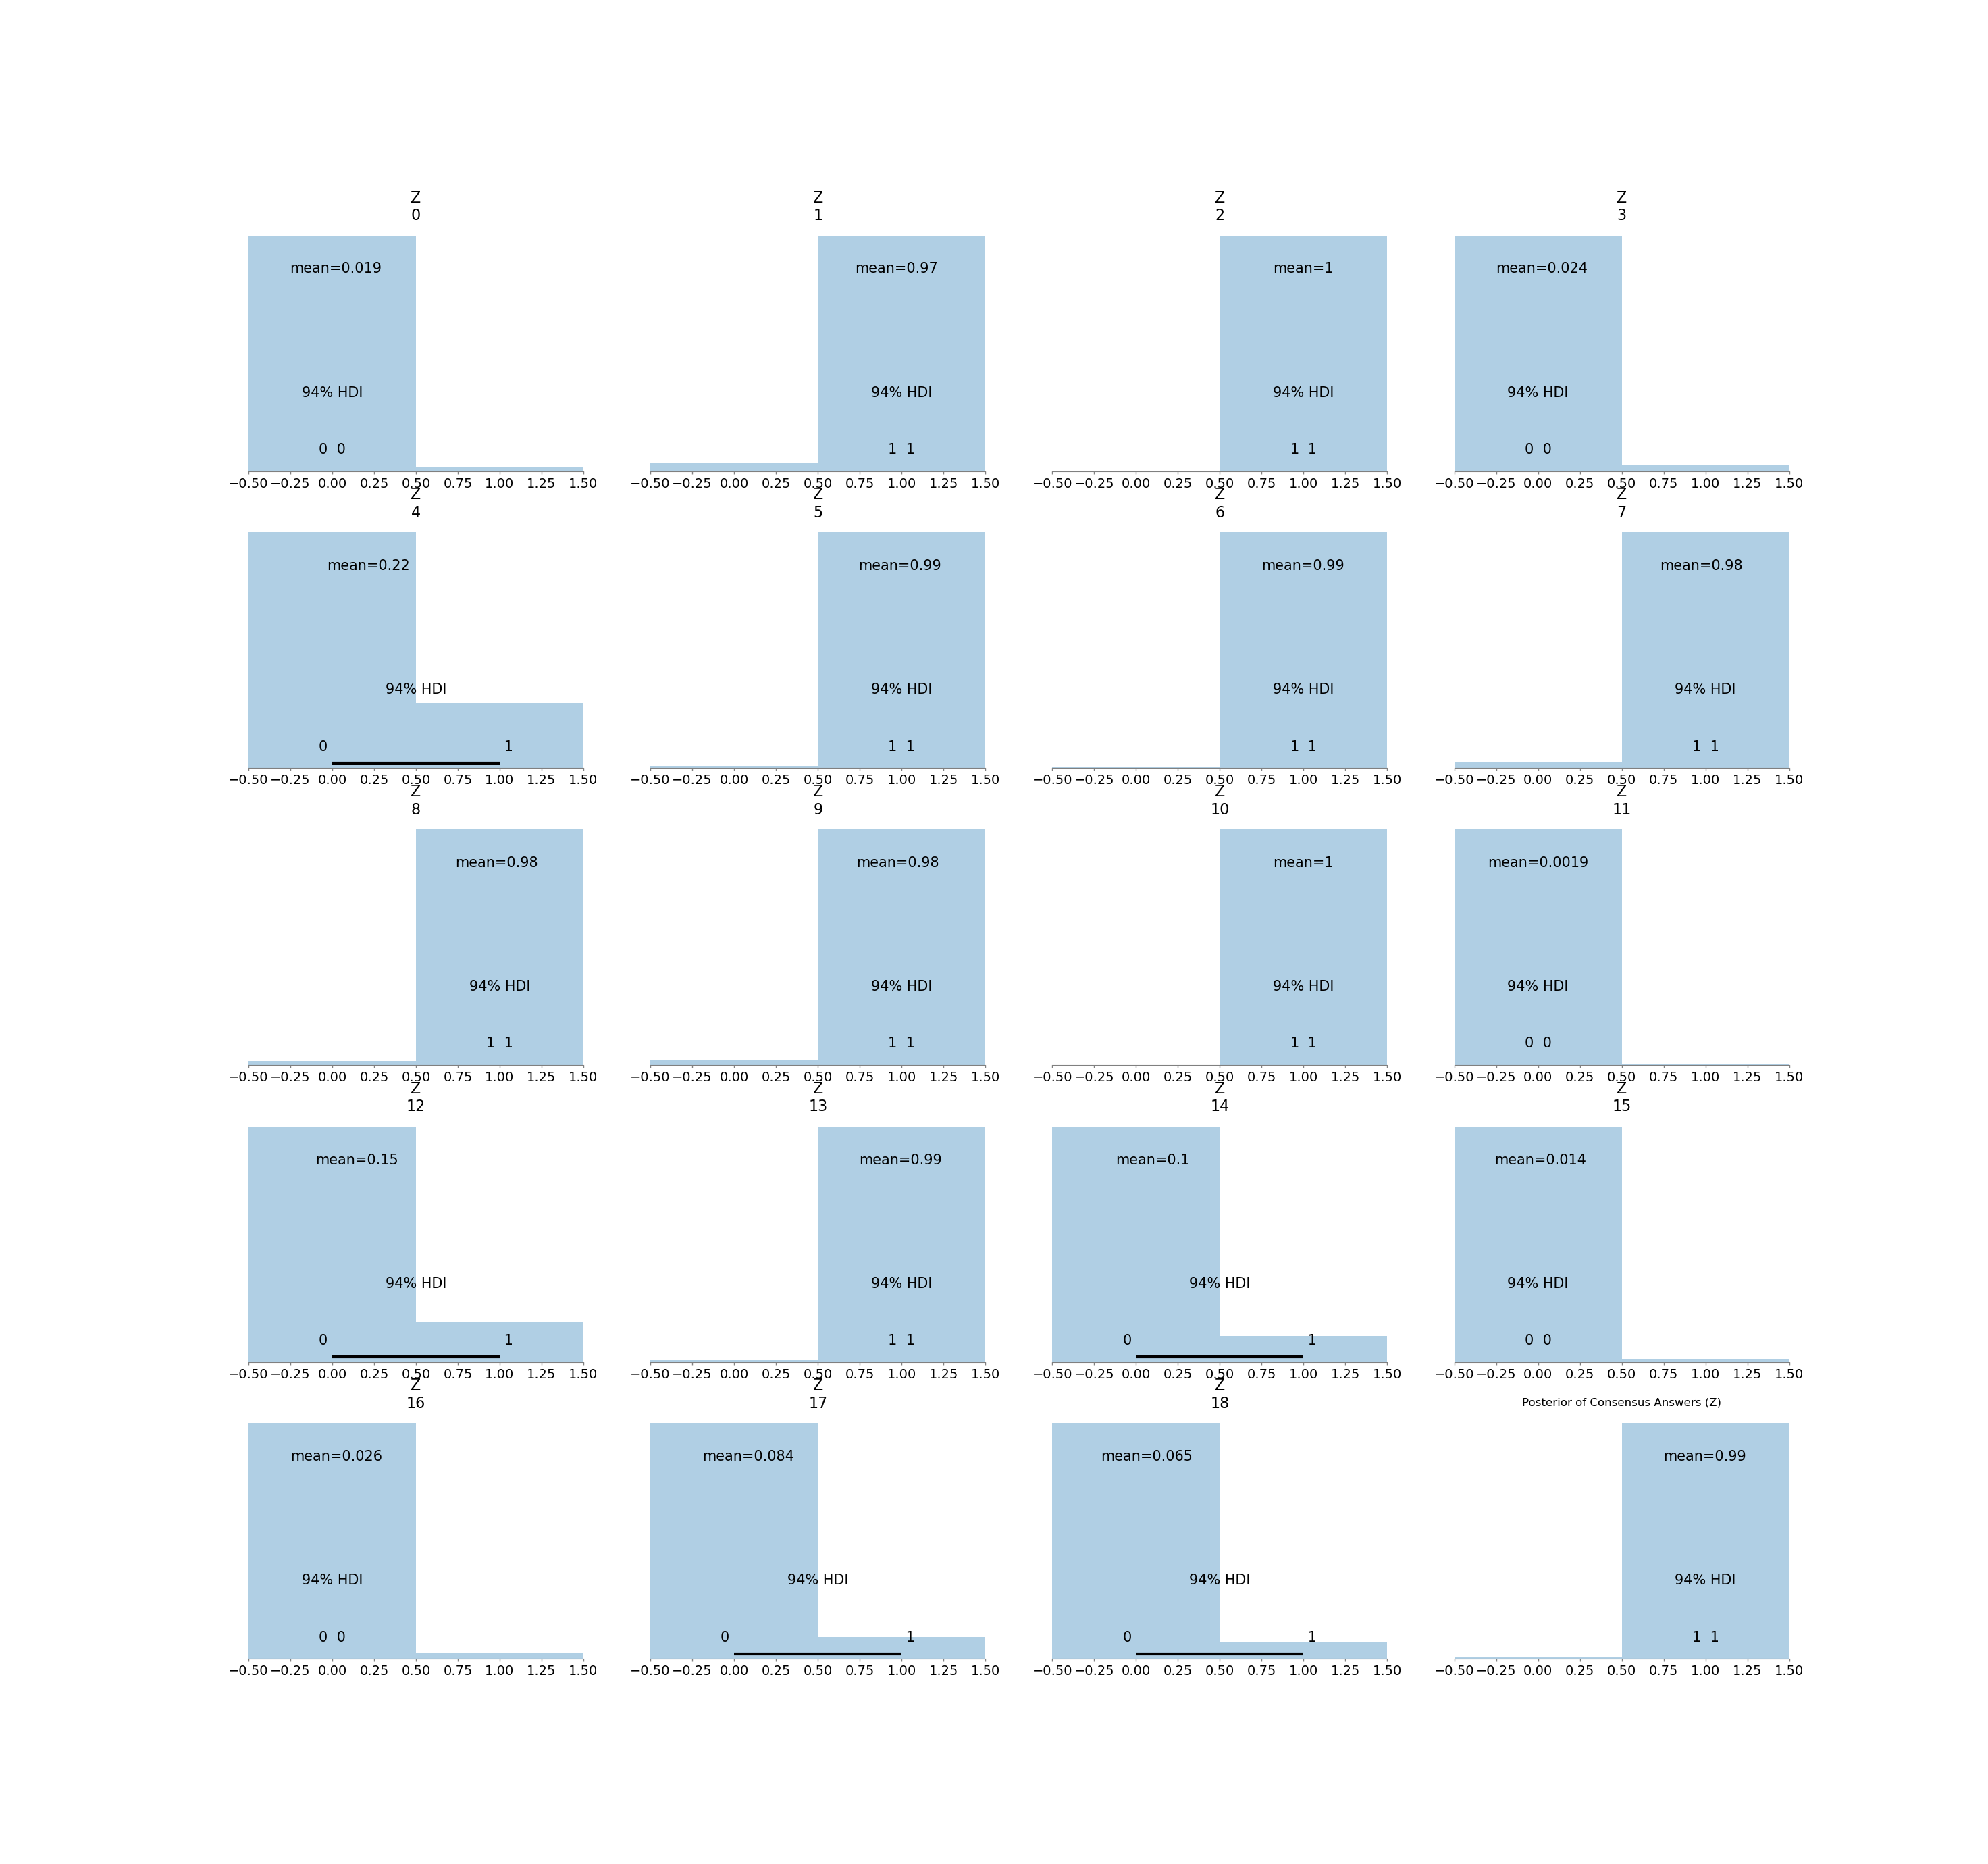 Z Z Z Z
0 1 2 3
mean=0.019 mean=0.97 mean=1 mean=0.024
94% HDI 94% HDI 94% HDI 94% HDI
0 0 1 1 1 1 0 0
−0.50 −0.25 0.00 0.25 0.50 0.75 1.00 1.25 1.50 −0.50 −0.25 0.00 0.25 0.50 0.75 1.00 1.25 1.50 −0.50 −0.25 0.00 0.25 0.50 0.75 1.00 1.25 1.50 −0.50 −0.25 0.00 0.25 0.50 0.75 1.00 1.25 1.50
Z Z Z Z
4 5 6 7
mean=0.22 mean=0.99 mean=0.99 mean=0.98
94% HDI 94% HDI 94% HDI 94% HDI
0 1 1 1 1 1 1 1
−0.50 −0.25 0.00 0.25 0.50 0.75 1.00 1.25 1.50 −0.50 −0.25 0.00 0.25 0.50 0.75 1.00 1.25 1.50 −0.50 −0.25 0.00 0.25 0.50 0.75 1.00 1.25 1.50 −0.50 −0.25 0.00 0.25 0.50 0.75 1.00 1.25 1.50
Z Z Z Z
8 9 10 11
mean=0.98 mean=0.98 mean=1 mean=0.0019
94% HDI 94% HDI 94% HDI 94% HDI
1 1 1 1 1 1 0 0
−0.50 −0.25 0.00 0.25 0.50 0.75 1.00 1.25 1.50 −0.50 −0.25 0.00 0.25 0.50 0.75 1.00 1.25 1.50 −0.50 −0.25 0.00 0.25 0.50 0.75 1.00 1.25 1.50 −0.50 −0.25 0.00 0.25 0.50 0.75 1.00 1.25 1.50
Z Z Z Z
12 13 14 15
mean=0.15 mean=0.99 mean=0.1 mean=0.014
94% HDI 94% HDI 94% HDI 94% HDI
0 1 1 1 0 1 0 0
−0.50 −0.25 0.00 0.25 0.50 0.75 1.00 1.25 1.50 −0.50 −0.25 0.00 0.25 0.50 0.75 1.00 1.25 1.50 −0.50 −0.25 0.00 0.25 0.50 0.75 1.00 1.25 1.50 −0.50 −0.25 0.00 0.25 0.50 0.75 1.00 1.25 1.50
Z Z Z
16 17 18 Posterior of Consensus Answers (Z)
mean=0.026 mean=0.084 mean=0.065 mean=0.99
94% HDI 94% HDI 94% HDI 94% HDI
0 0 0 1 0 1 1 1
−0.50 −0.25 0.00 0.25 0.50 0.75 1.00 1.25 1.50 −0.50 −0.25 0.00 0.25 0.50 0.75 1.00 1.25 1.50 −0.50 −0.25 0.00 0.25 0.50 0.75 1.00 1.25 1.50 −0.50 −0.25 0.00 0.25 0.50 0.75 1.00 1.25 1.50